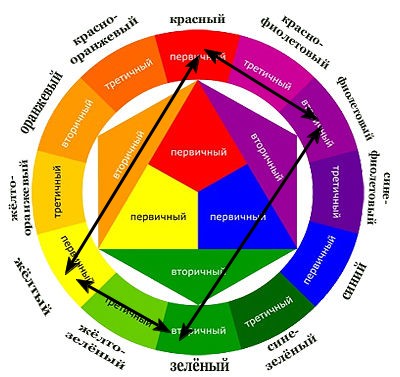 красный
красно-
фиолетовый
фиолетовый
сине-
фиолетовый
синий
сине-
зелёный
зелёный
жёлто-
зелёный
жёлтый
жёлто-
оранжевый
оранжевый
красно-
оранжевый
первичный
третичный
вторичный
третичный
первичный
третичный
вторичный
третичный
первичный
третичный
вторичный
третичный
вторичный
вторичный
первичный
первичный
первичный
вторичный